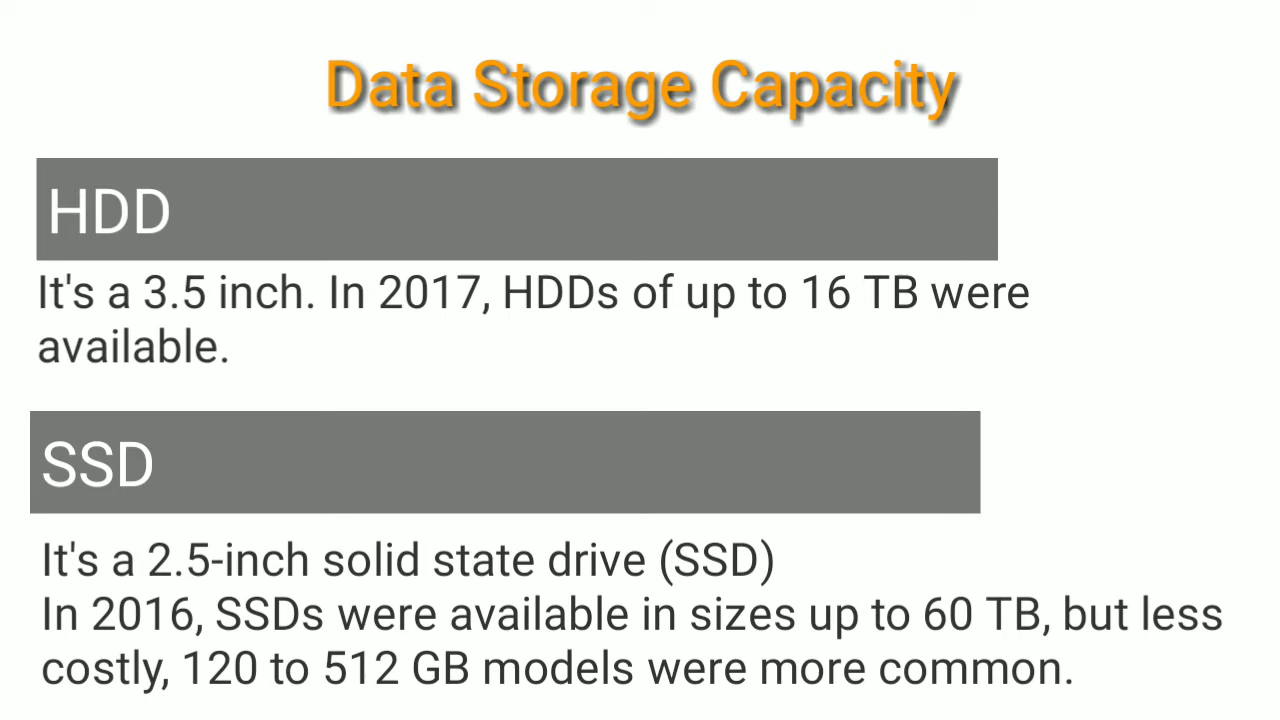 Data Storage Capacity
HDD
It's a 3.5 inch. In 2017, HDDs of up to 16 TB were
available.
SSD
It's a 2.5-inch solid state drive (SSD)
In 2016, SSDs were available in sizes up to 60 TB, but less
costly, 120 to 512 GB models were more common.